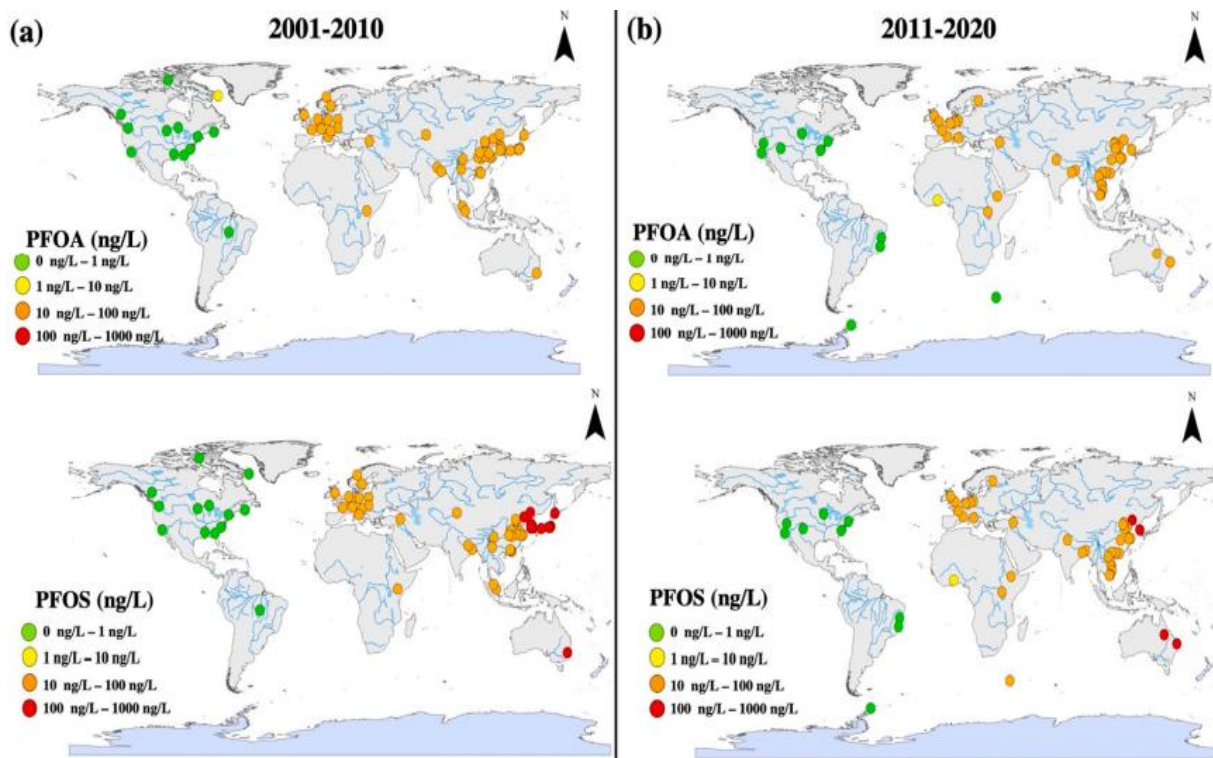 (a)
2001-2010
N
PFOA (ng/L)
0 ng/L – 1 ng/L
1 ng/L – 10 ng/L
10 ng/L – 100 ng/L
100 ng/L – 1000 ng/L
N
PFOS (ng/L)
0 ng/L – 1 ng/L
1 ng/L – 10 ng/L
10 ng/L – 100 ng/L
100 ng/L – 1000 ng/L
(b)
2011-2020
N
PFOA (ng/L)
0 ng/L – 1 ng/L
1 ng/L – 10 ng/L
10 ng/L – 100 ng/L
100 ng/L – 1000 ng/L
N
PFOS (ng/L)
0 ng/L – 1 ng/L
1 ng/L – 10 ng/L
10 ng/L – 100 ng/L
100 ng/L – 1000 ng/L